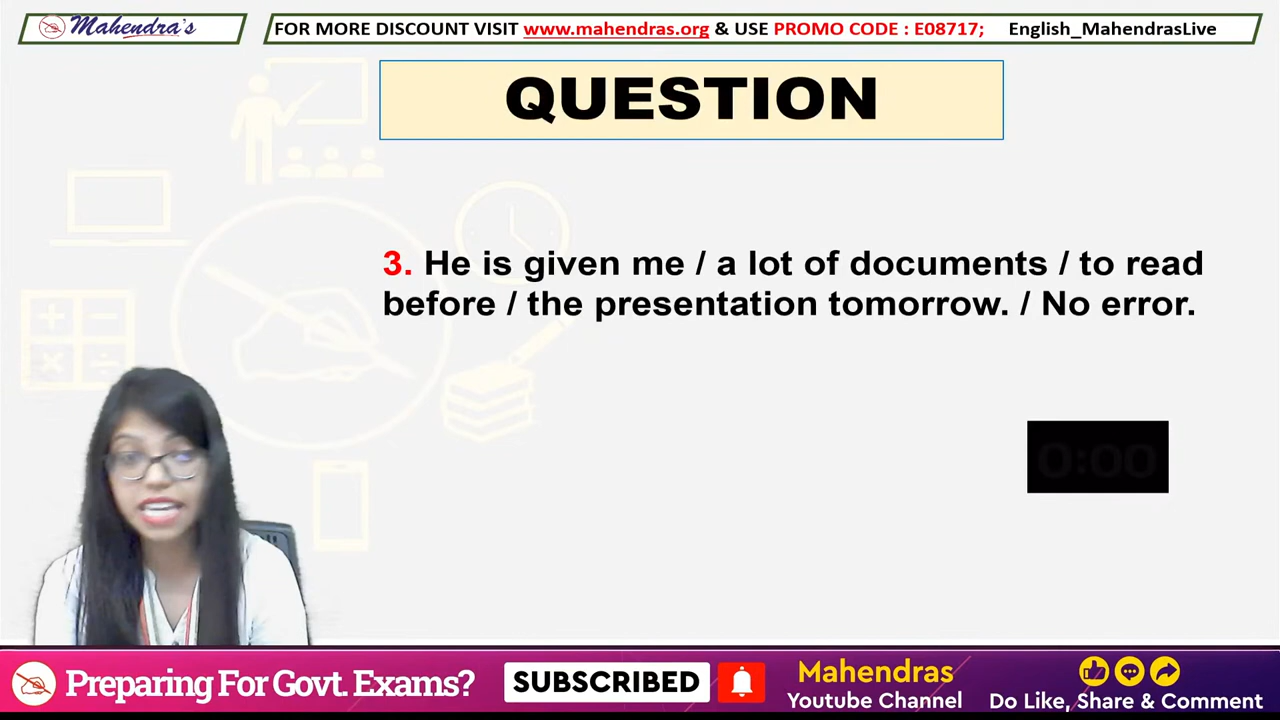 Mahendra's
FOR MORE DISCOUNT VISIT www.mahendras.org & USE PROMO CODE : E08717; English_MahendrasLive
QUESTION
3. He is given me / a lot of documents / to read
before / the presentation tomorrow. / No error.
0:00
Preparing For Govt. Exams?
SUBSCRIBED
Mahendras
Youtube Channel
Do Like, Share & Comment